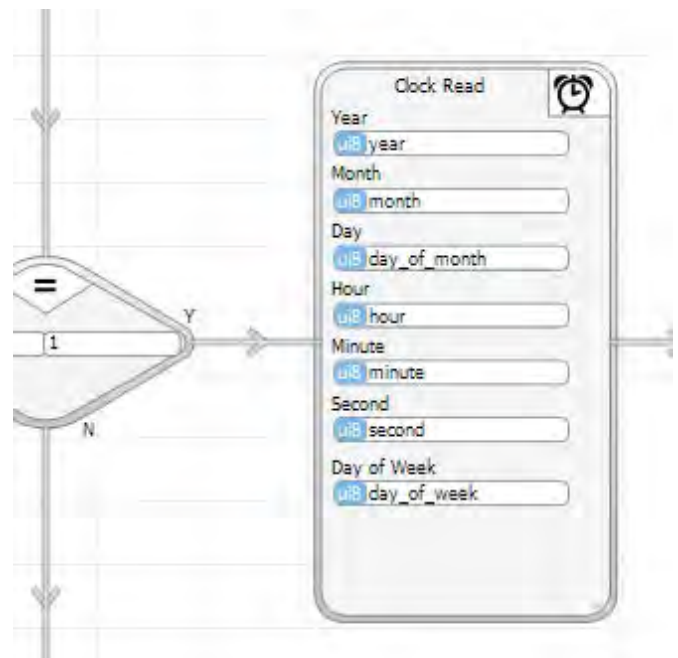 Clock Read
Year
ui8 year
Month
ui8 month
Day
ui8 day_of_month
Hour
ui8 hour
Minute
ui8 minute
Second
ui8 second
Day of Week
ui8 day_of_week
=
Y
1
N